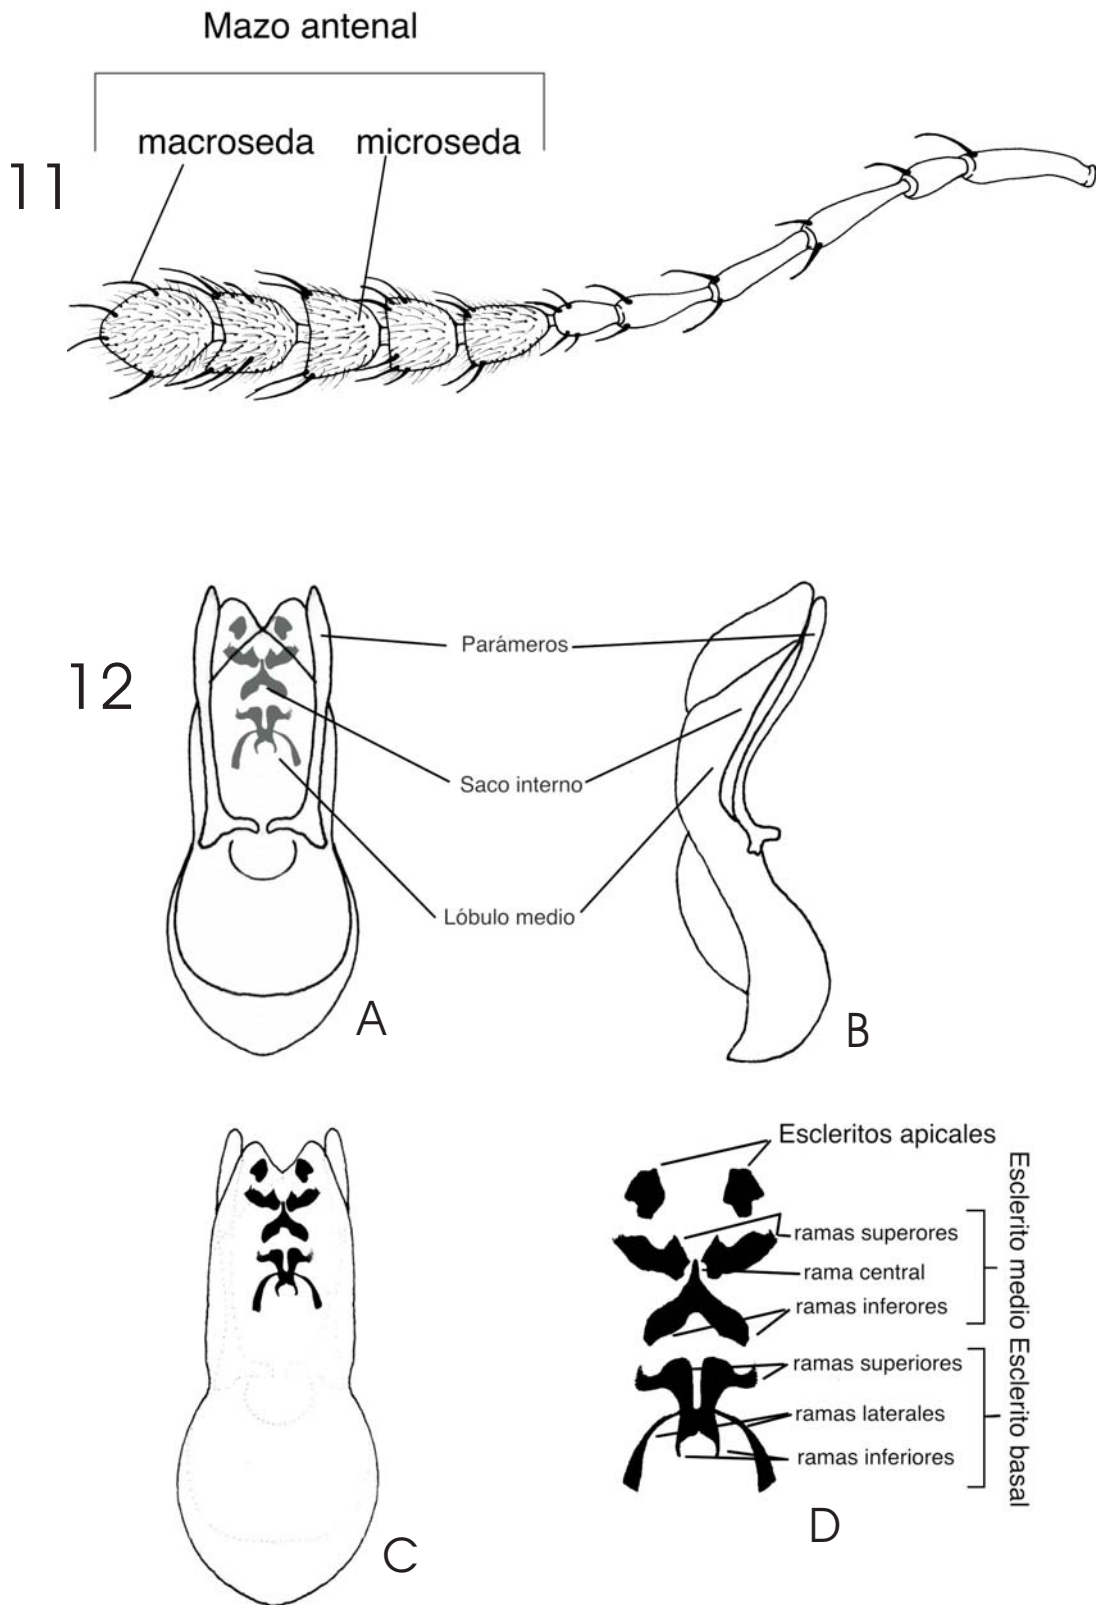 Mazo antenal
macroseda microseda
11
12
Parámeros
Saco interno
Lóbulo medio
A
B
C
Escleritos apicales
ramas superores
rama central
ramas inferores
Esclerito medio
ramas superiores
ramas laterales
ramas inferiores
Esclerito basal
D